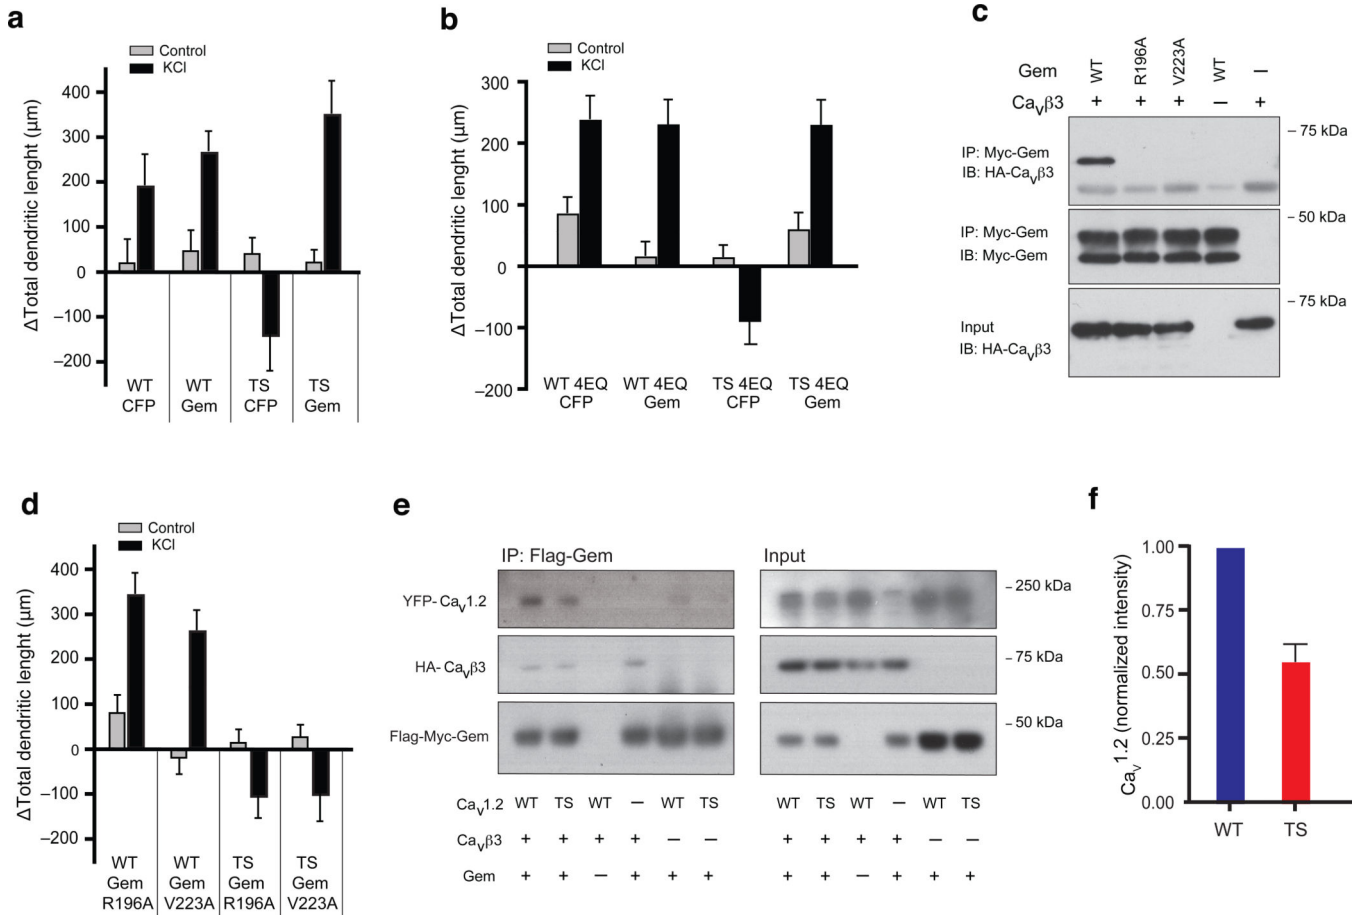 a
Control
KCl
ΔTotal dendritic lenght (µm)
400
300
200
100
0
–100
–200
WT
CFP
WT
Gem
TS
CFP
TS
Gem
b
Control
KCl
ΔTotal dendritic lenght (µm)
300
200
100
0
–100
–200
WT 4EQ
CFP
WT 4EQ
Gem
TS 4EQ
CFP
TS 4EQ
Gem
c
Gem WT R196A V223A WT –
CaVβ3 + + + – +
– 75 kDa
IP: Myc-Gem
IB: HA-CaVβ3
– 50 kDa
IP: Myc-Gem
IB: Myc-Gem
– 75 kDa
Input
IB: HA-CaVβ3
d
Control
KCl
ΔTotal dendritic lenght (µm)
400
300
200
100
0
–100
–200
WT
Gem
R196A
WT
Gem
V223A
TS
Gem
R196A
TS
Gem
V223A
e
IP: Flag-Gem Input
YFP-CaV1.2 – 250 kDa
HA-CaVβ3 – 75 kDa
Flag-Myc-Gem – 50 kDa
CaV1.2 WT TS WT – WT TS WT TS WT – WT TS
CaVβ3 + + + + – – + + + + – –
Gem + + – + + + + + – + + +
f
CaV1.2 (normalized intensity)
1.00
0.75
0.50
0.25
0.00
WT
TS